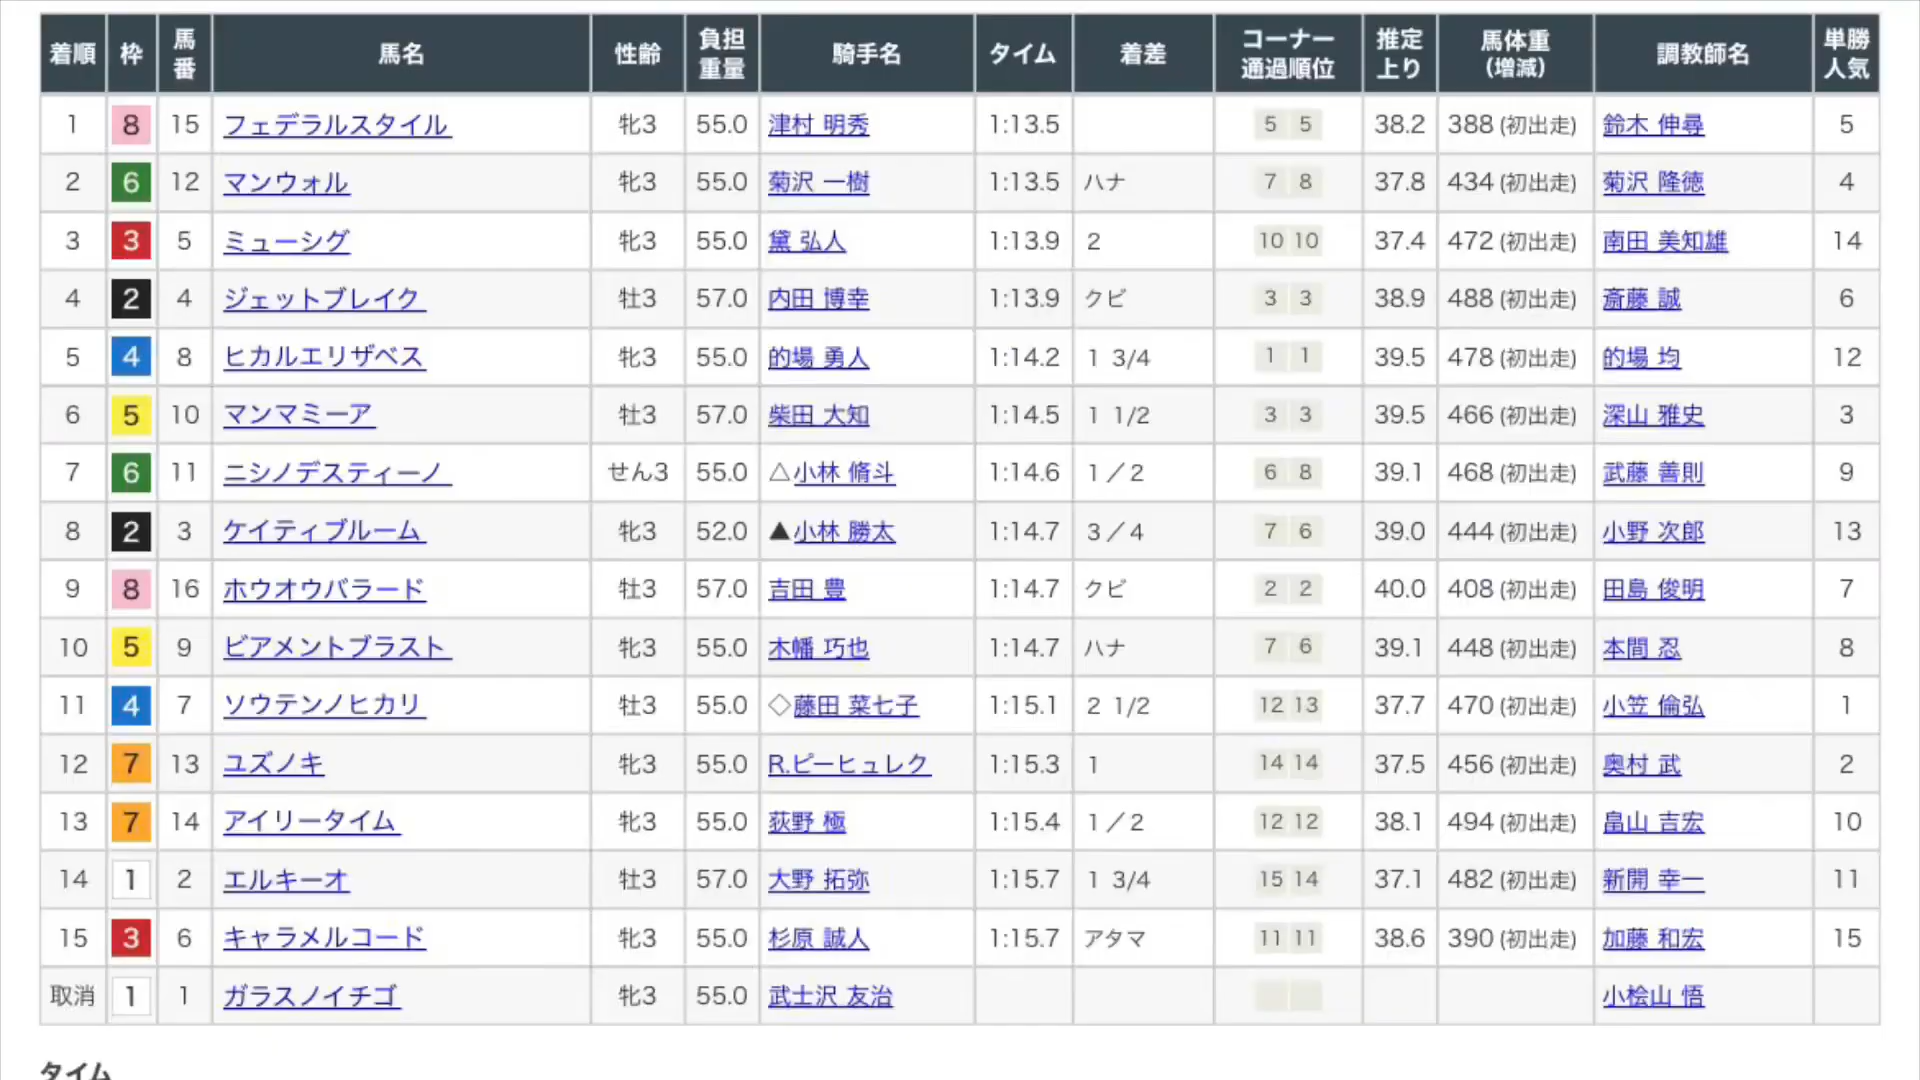 着順 枠 馬番 馬名 性齢 負担重量 騎手名 タイム 着差 コーナー通過順位 推定上り 馬体重(増減) 調教師名 単勝人気
1 8 15 フェデラルスタイル 牝3 55.0 津村 明秀 1:13.5 5 5 38.2 388 (初出走) 鈴木 伸尋 5
2 6 12 マンウォル 牝3 55.0 菊沢 一樹 1:13.5 ハナ 7 8 37.8 434 (初出走) 菊沢 隆徳 4
3 3 5 ミューシグ 牝3 55.0 黛 弘人 1:13.9 2 10 10 37.4 472 (初出走) 南田 美知雄 14
4 2 4 ジェットブレイク 牡3 57.0 内田 博幸 1:13.9 クビ 3 3 38.9 488 (初出走) 斎藤 誠 6
5 4 8 ヒカルエリザベス 牝3 55.0 的場 勇人 1:14.2 1 3/4 1 1 39.5 478 (初出走) 的場 均 12
6 5 10 マンマミーア 牡3 57.0 柴田 大知 1:14.5 1 1/2 3 3 39.5 466 (初出走) 深山 雅史 3
7 6 11 ニシノデスティーノ せん3 55.0 △小林 脩斗 1:14.6 1／2 6 8 39.1 468 (初出走) 武藤 善則 9
8 2 3 ケイティブルーム 牝3 52.0 ▲小林 勝太 1:14.7 3／4 7 6 39.0 444 (初出走) 小野 次郎 13
9 8 16 ホウオウバラード 牡3 57.0 吉田 豊 1:14.7 クビ 2 2 40.0 408 (初出走) 田島 俊明 7
10 5 9 ビアメントブラスト 牝3 55.0 木幡 巧也 1:14.7 ハナ 7 6 39.1 448 (初出走) 本間 忍 8
11 4 7 ソウテンノヒカリ 牡3 55.0 ◇藤田 菜七子 1:15.1 2 1/2 12 13 37.7 470 (初出走) 小笠 倫弘 1
12 7 13 ユズノキ 牝3 55.0 R.ピーヒュレク 1:15.3 1 14 14 37.5 456 (初出走) 奥村 武 2
13 7 14 アイリータイム 牝3 55.0 荻野 極 1:15.4 1／2 12 12 38.1 494 (初出走) 畠山 吉宏 10
14 1 2 エルキーオ 牡3 57.0 大野 拓弥 1:15.7 1 3/4 15 14 37.1 482 (初出走) 新開 幸一 11
15 3 6 キャラメルコード 牝3 55.0 杉原 誠人 1:15.7 アタマ 11 11 38.6 390 (初出走) 加藤 和宏 15
取消 1 1 ガラスノイチゴ 牝3 55.0 武士沢 友治 小桧山 悟
タイム